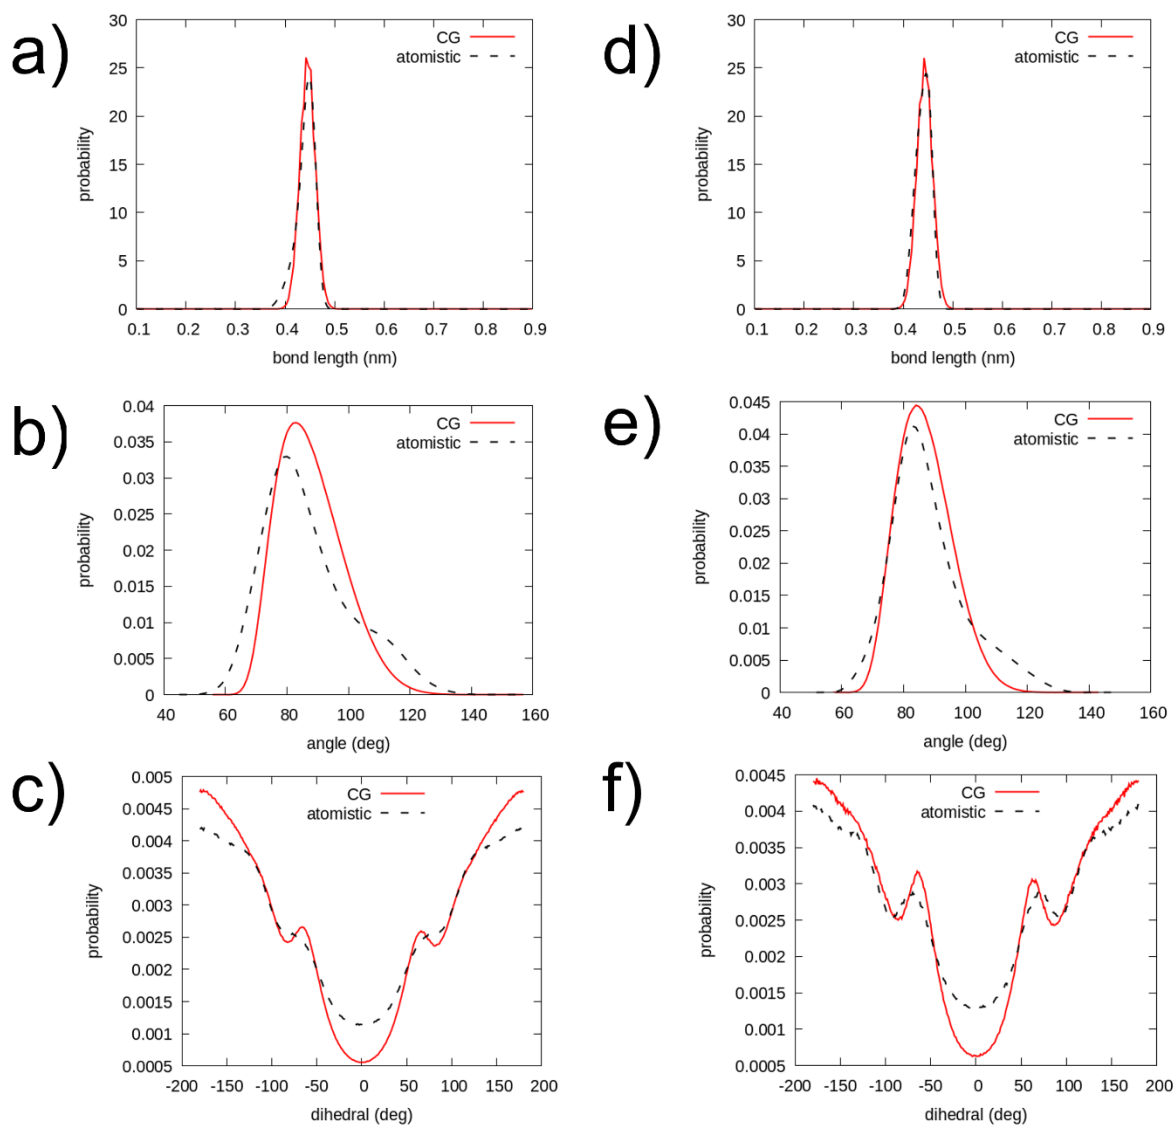 a)
30
25
20
15
10
5
0
probability
CG
atomistic
0.1 0.2 0.3 0.4 0.5 0.6 0.7 0.8 0.9
bond length (nm)
d)
30
25
20
15
10
5
0
probability
CG
atomistic
0.1 0.2 0.3 0.4 0.5 0.6 0.7 0.8 0.9
bond length (nm)
b)
0.04
0.035
0.03
0.025
0.02
0.015
0.01
0.005
0
probability
CG
atomistic
40 60 80 100 120 140 160
angle (deg)
e)
0.045
0.04
0.035
0.03
0.025
0.02
0.015
0.01
0.005
0
probability
CG
atomistic
40 60 80 100 120 140 160
angle (deg)
c)
0.005
0.0045
0.004
0.0035
0.003
0.0025
0.002
0.0015
0.001
0.0005
probability
CG
atomistic
-200 -150 -100 -50 0 50 100 150 200
dihedral (deg)
f)
0.0045
0.004
0.0035
0.003
0.0025
0.002
0.0015
0.001
0.0005
probability
CG
atomistic
-200 -150 -100 -50 0 50 100 150 200
dihedral (deg)